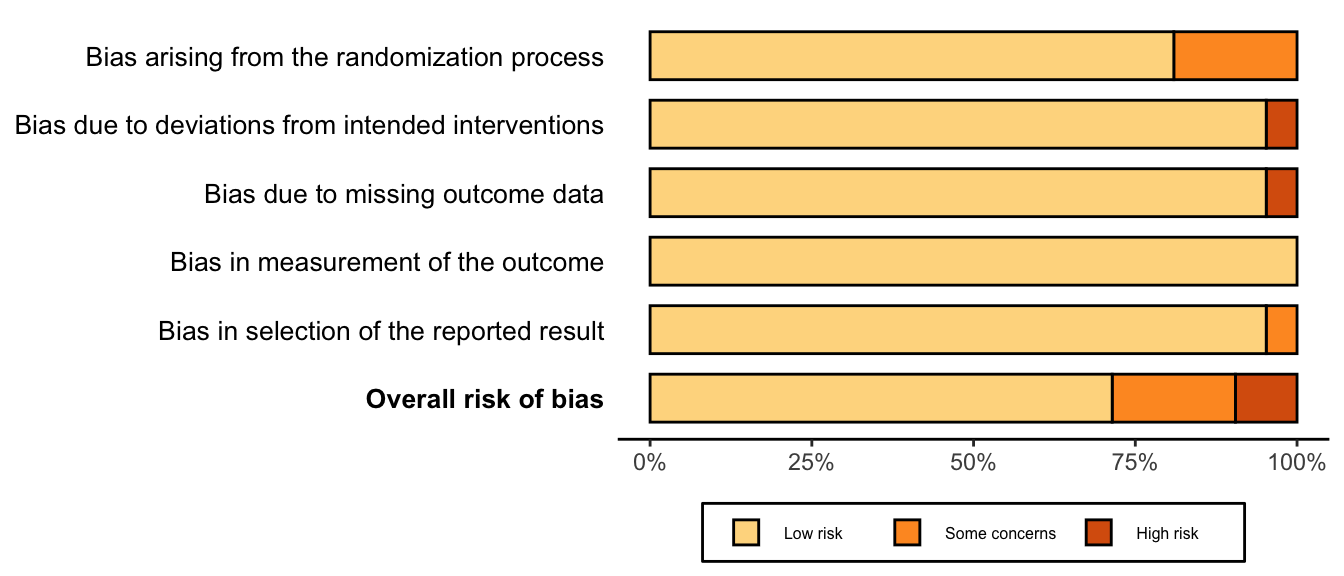 Bias arising from the randomization process
Bias due to deviations from intended interventions
Bias due to missing outcome data
Bias in measurement of the outcome
Bias in selection of the reported result
Overall risk of bias
0% 25% 50% 75% 100%
Low risk Some concerns High risk